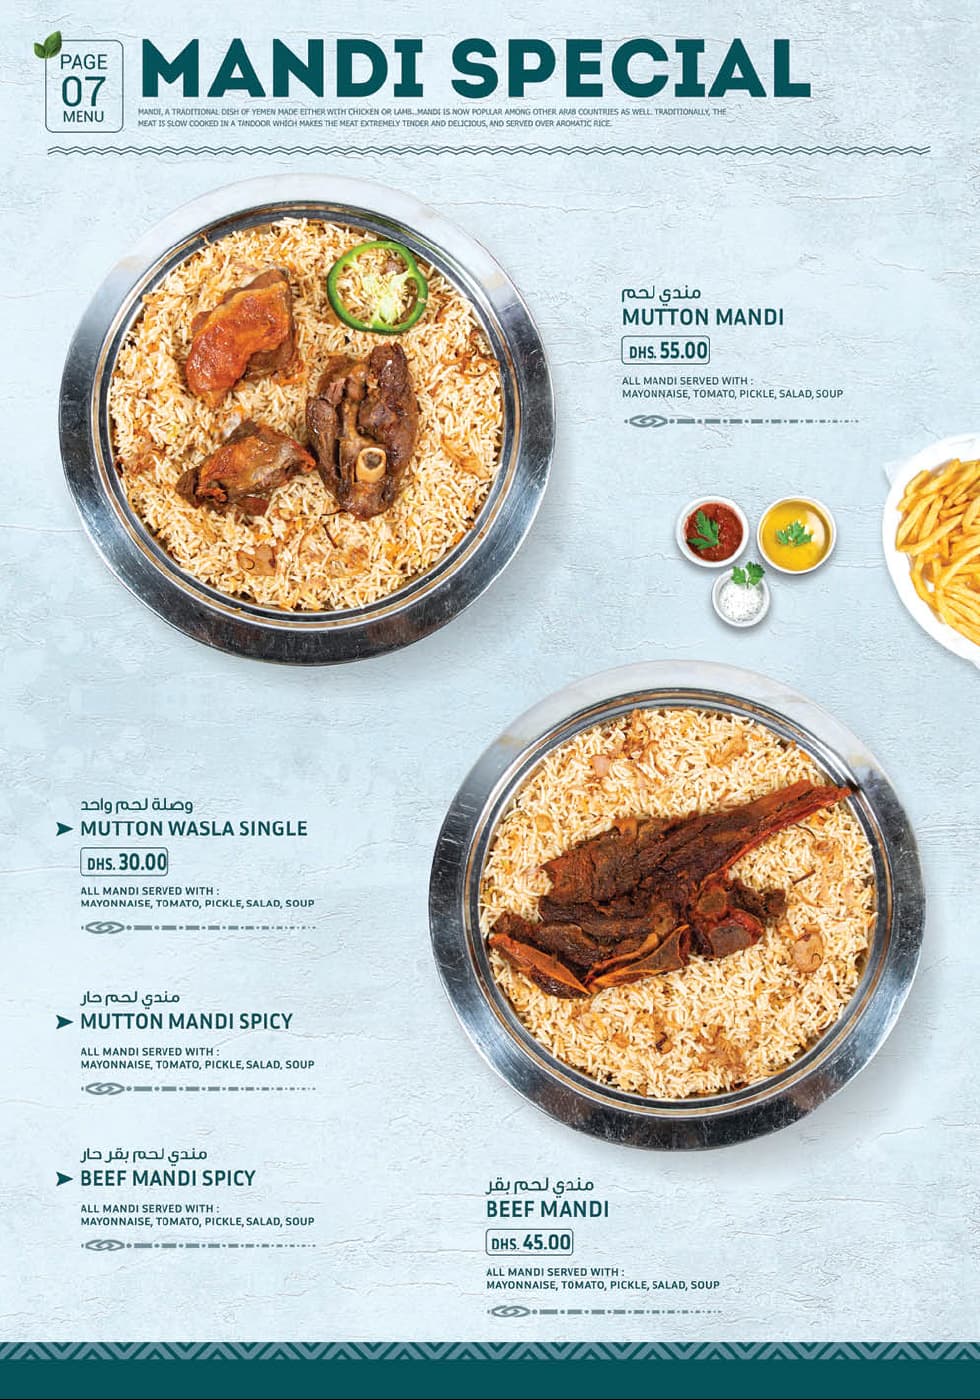 PAGE
07
MENU
MANDI SPECIAL
MANDI, A TRADITIONAL DISH OF YEMEN MADE EITHER WITH CHICKEN OR LAMB...MANDI IS NOW POPULAR AMONG OTHER ARAB COUNTRIES AS WELL. TRADITIONALLY, THE
MEAT IS SLOW COOKED IN A TANDOOR WHICH MAKES THE MEAT EXTREMELY TENDER AND DELICIOUS, AND SERVED OVER AROMATIC RICE.
مندي لحم
MUTTON MANDI
DHS. 55.00
ALL MANDI SERVED WITH :
MAYONNAISE, TOMATO, PICKLE, SALAD, SOUP
وصلة لحم واحد
MUTTON WASLA SINGLE
DHS. 30.00
ALL MANDI SERVED WITH :
MAYONNAISE, TOMATO, PICKLE, SALAD, SOUP
مندي لحم حار
MUTTON MANDI SPICY
ALL MANDI SERVED WITH :
MAYONNAISE, TOMATO, PICKLE, SALAD, SOUP
مندي لحم بقر حار
BEEF MANDI SPICY
ALL MANDI SERVED WITH :
MAYONNAISE, TOMATO, PICKLE, SALAD, SOUP
مندي لحم بقر
BEEF MANDI
DHS. 45.00
ALL MANDI SERVED WITH :
MAYONNAISE, TOMATO, PICKLE, SALAD, SOUP